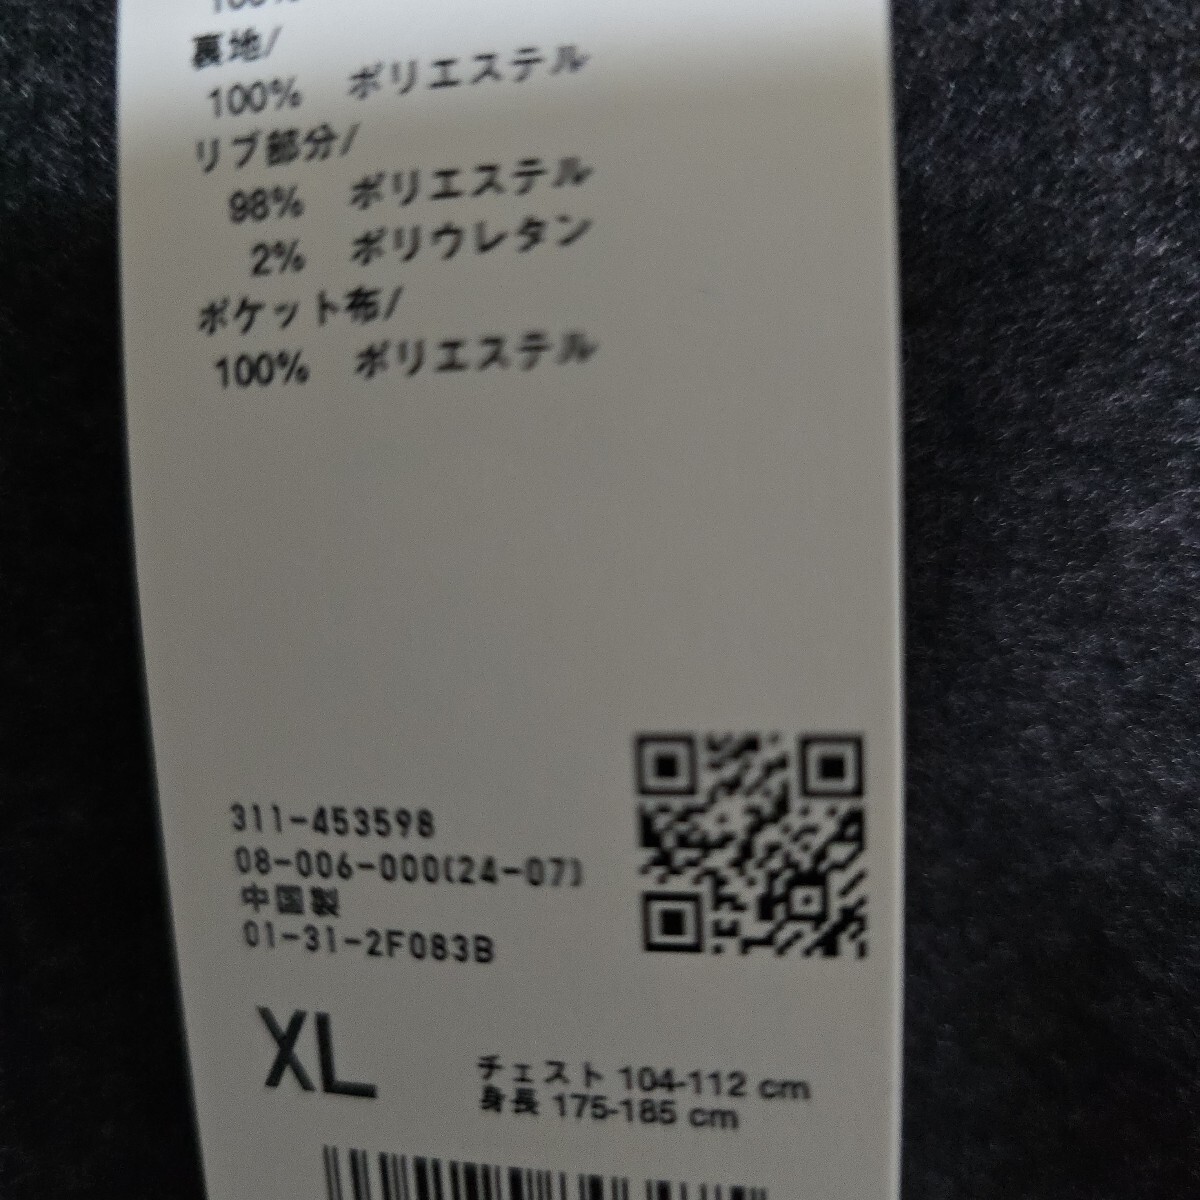 100%
裏地/
100% ポリエステル
リブ部分/
98% ポリエステル
2% ポリウレタン
ポケット布/
100% ポリエステル
311-453598
08-006-000(24-07)
中国製
01-31-2F083B
XL
チェスト 104-112 cm
身長 175-185 cm